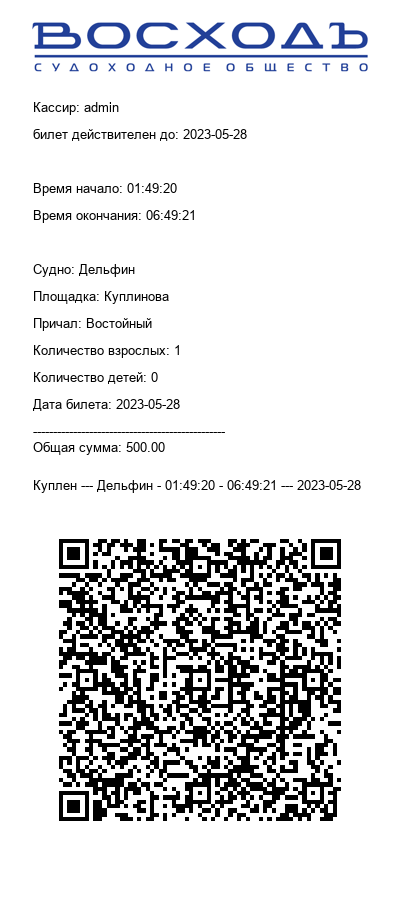 ВОСХОДЪ
СУДОХОДНОЕ ОБЩЕСТВО
Кассир: admin
билет действителен до: 2023-05-28
Время начало: 01:49:20
Время окончания: 06:49:21
Судно: Дельфин
Площадка: Куплинова
Причал: Востойный
Количество взрослых: 1
Количество детей: 0
Дата билета: 2023-05-28
------------------------------------------------
Общая сумма: 500.00
Куплен --- Дельфин - 01:49:20 - 06:49:21 --- 2023-05-28